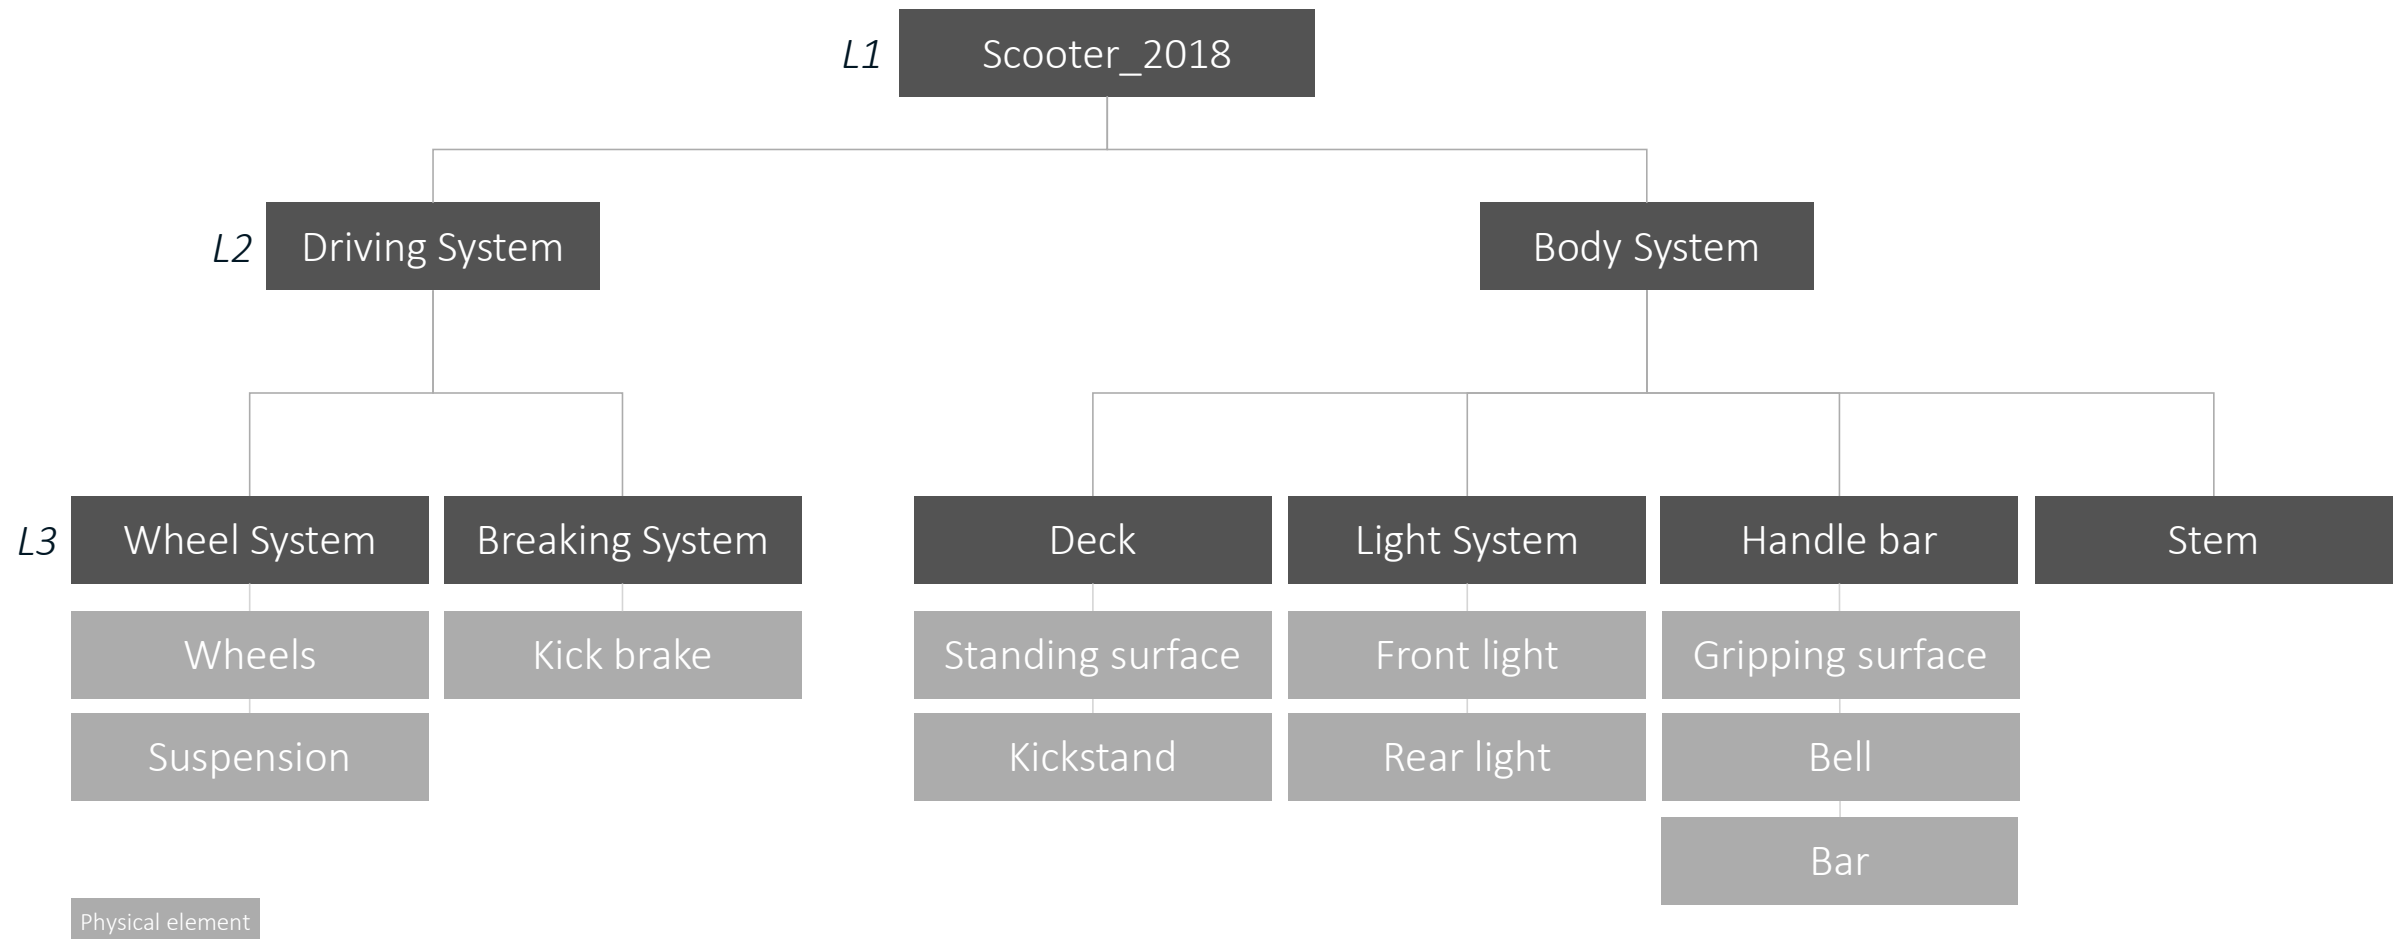 L1
Scooter_2018
L2
Driving System
Body System
L3
Wheel System
Breaking System
Deck
Light System
Handle bar
Stem
Wheels
Kick brake
Standing surface
Front light
Gripping surface
Suspension
Kickstand
Rear light
Bell
Bar
Physical element